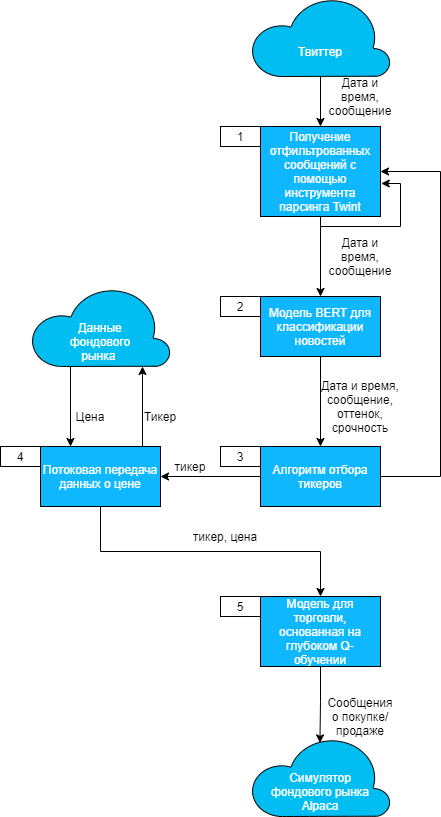 Твиттер
Дата и
время,
сообщение
1
Получение
отфильтрованных
сообщений с
помощью
инструмента
парсинга Twint
Дата и
время,
сообщение
2
Модель BERT для
классификации
новостей
Данные
фондового
рынка
Дата и время,
сообщение,
оттенок,
срочность
Цена
Тикер
4
Потоковая передача
данных о цене
тикер
3
Алгоритм отбора
тикеров
тикер, цена
5
Модель для
торговли,
основанная на
глубоком Q-
обучении
Сообщения
о покупке/
продаже
Симулятор
фондового рынка
Alpaca